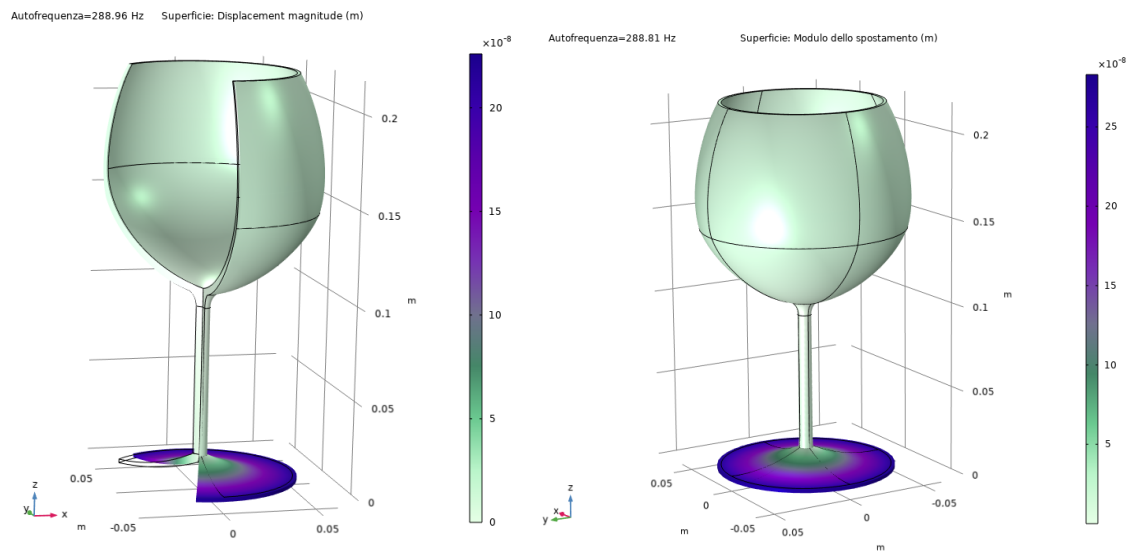 Autofrequenza=288.96 Hz Superficie: Displacement magnitude (m)
×10⁻⁸
20
15
10
5
0
0.2
0.15
m
0.1
0.05
0
0.05
0
-0.05
m
0.05
z
y
x
Autofrequenza=288.81 Hz Superficie: Modulo dello spostamento (m)
×10⁻⁸
25
20
15
10
5
0.2
0.15
m
0.1
0.05
0
0.05
0
-0.05
m
-0.05
0
0.05
m
z
x
y